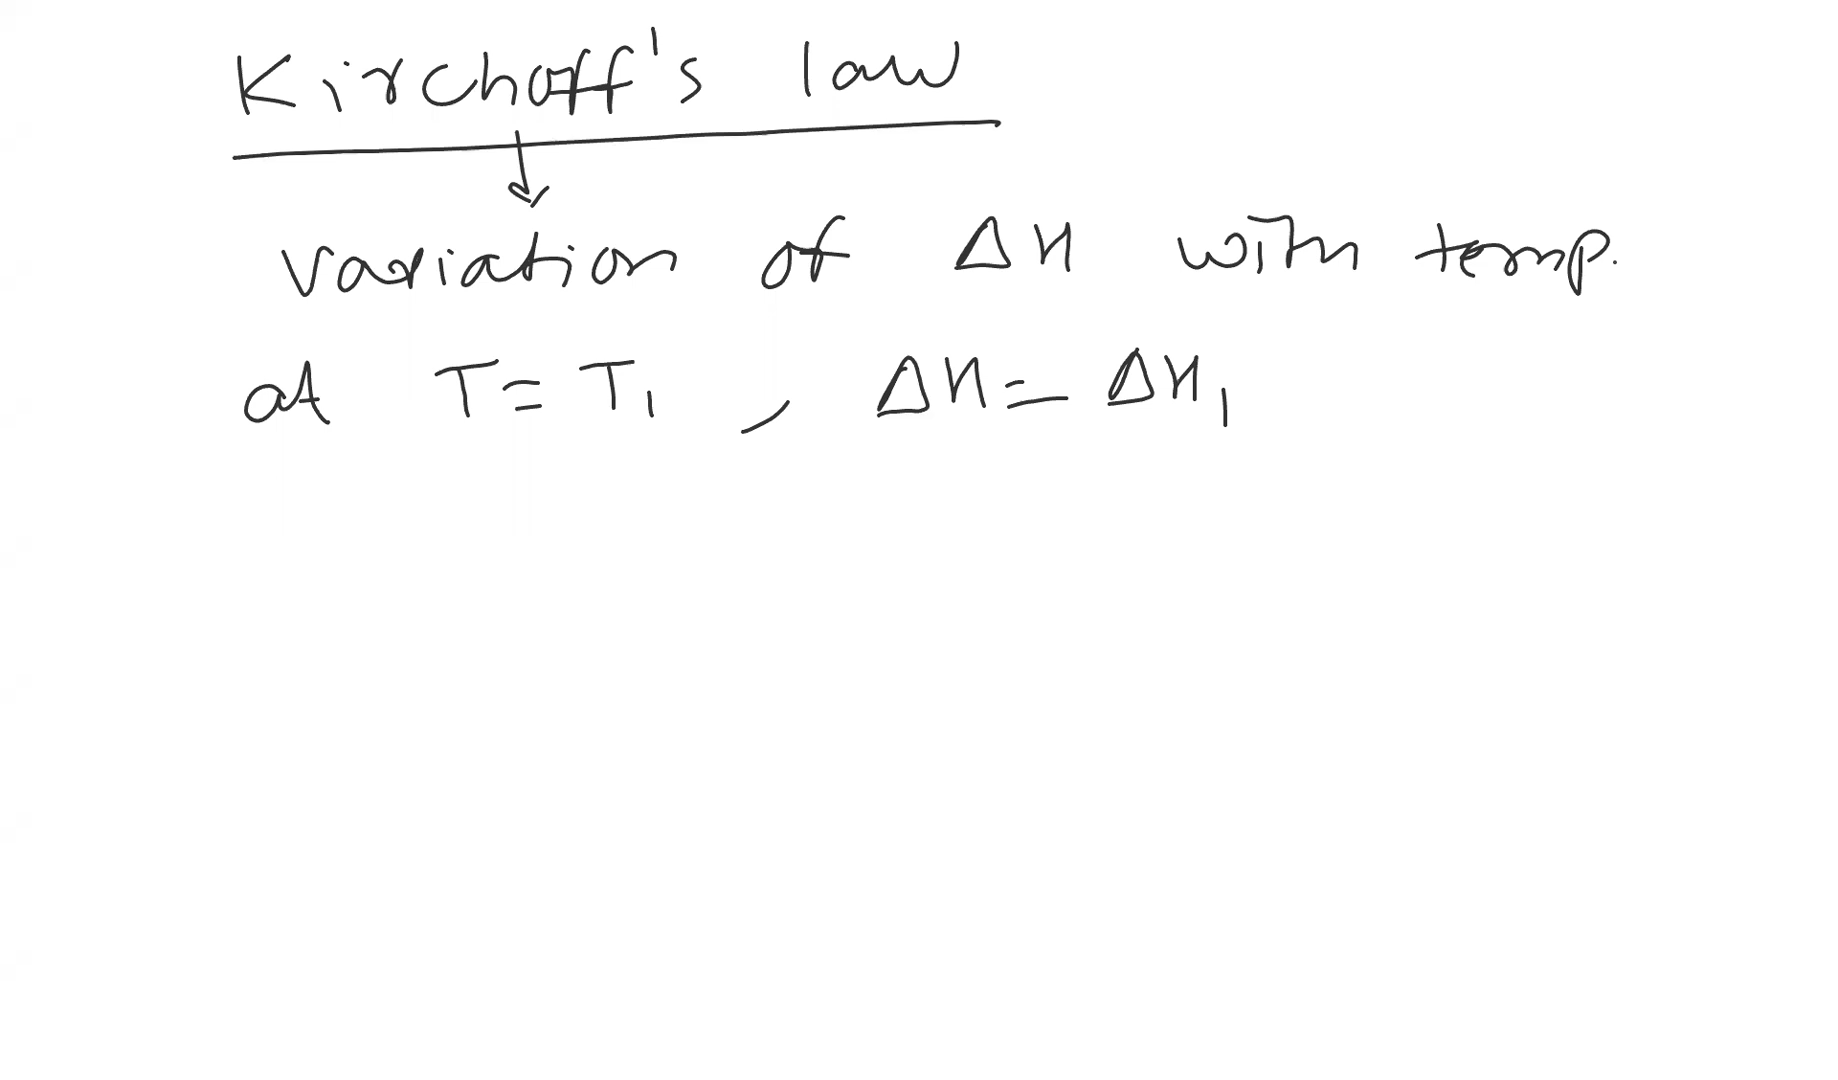 Kirchoff's law
variation of ΔH with temp.
at T = T₁ , ΔH = ΔH₁